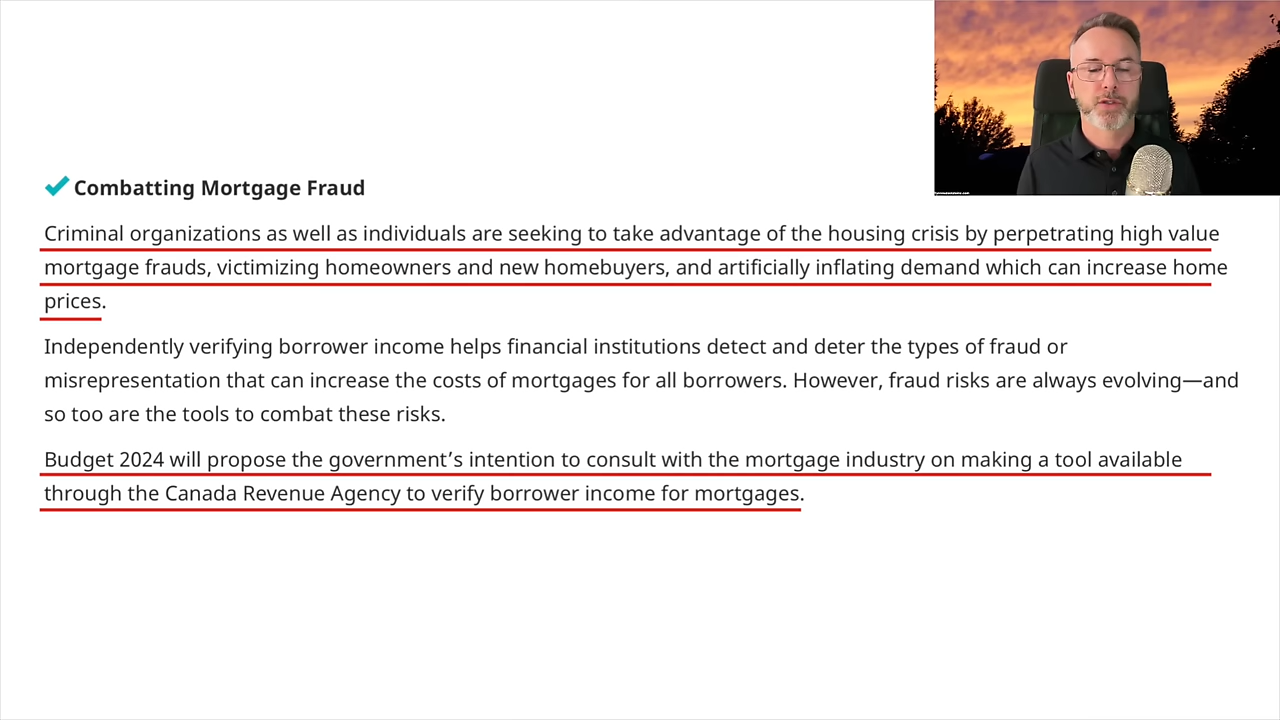 Combatting Mortgage Fraud
Criminal organizations as well as individuals are seeking to take advantage of the housing crisis by perpetrating high value
mortgage frauds, victimizing homeowners and new homebuyers, and artificially inflating demand which can increase home
prices.
Independently verifying borrower income helps financial institutions detect and deter the types of fraud or
misrepresentation that can increase the costs of mortgages for all borrowers. However, fraud risks are always evolving—and
so too are the tools to combat these risks.
Budget 2024 will propose the government’s intention to consult with the mortgage industry on making a tool available
through the Canada Revenue Agency to verify borrower income for mortgages.